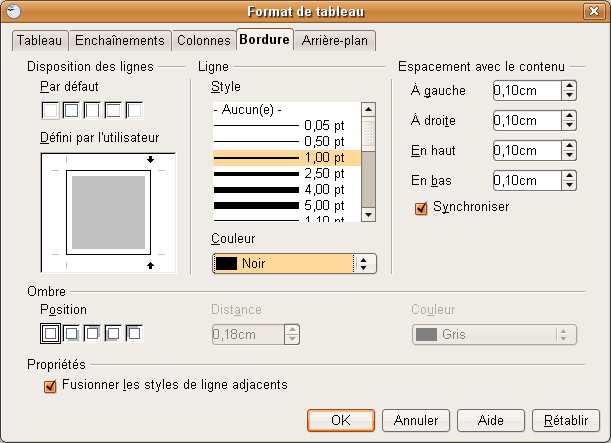 Format de tableau
Tableau
Enchaînements
Colonnes
Bordure
Arrière-plan
Disposition des lignes
Par défaut
Défini par l'utilisateur
Ligne
Style
- Aucun(e) -
0,05 pt
0,50 pt
1,00 pt
2,50 pt
4,00 pt
5,00 pt
1,10 pt
Couleur
Noir
Espacement avec le contenu
À gauche
0,10cm
À droite
0,10cm
En haut
0,10cm
En bas
0,10cm
Synchroniser
Ombre
Position
Distance
0,18cm
Couleur
Gris
Propriétés
Fusionner les styles de ligne adjacents
OK
Annuler
Aide
Rétablir